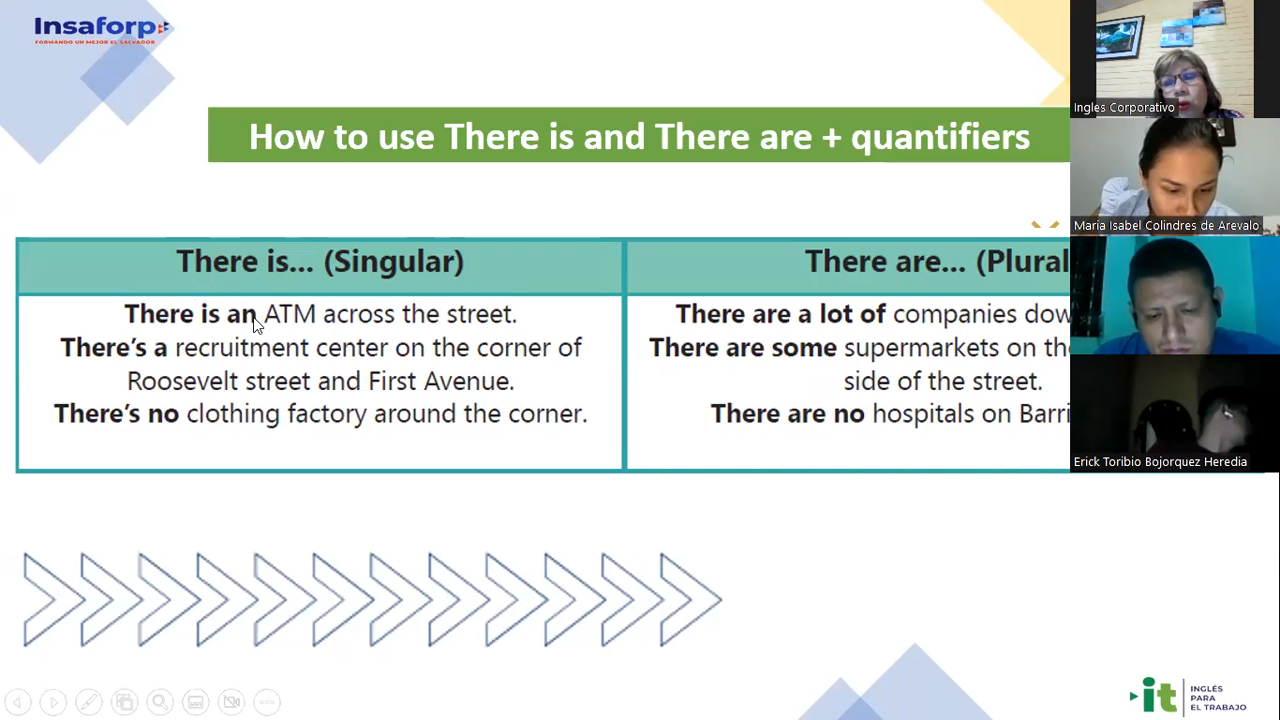 Insaforp
FORMANDO UN MEJOR EL SALVADOR
How to use There is and There are + quantifiers
There is... (Singular)
There is an ATM across the street.
There's a recruitment center on the corner of
Roosevelt street and First Avenue.
There's no clothing factory around the corner.
There are... (Plural
There are a lot of companies
There are some supermarkets on
side of the street.
There are no hospitals on
Ingles Corporativo
Maria Isabel Colindres de Arevalo
Erick Toribio Bojorquez Heredia
it
INGLÉS
PARA
EL TRABAJO